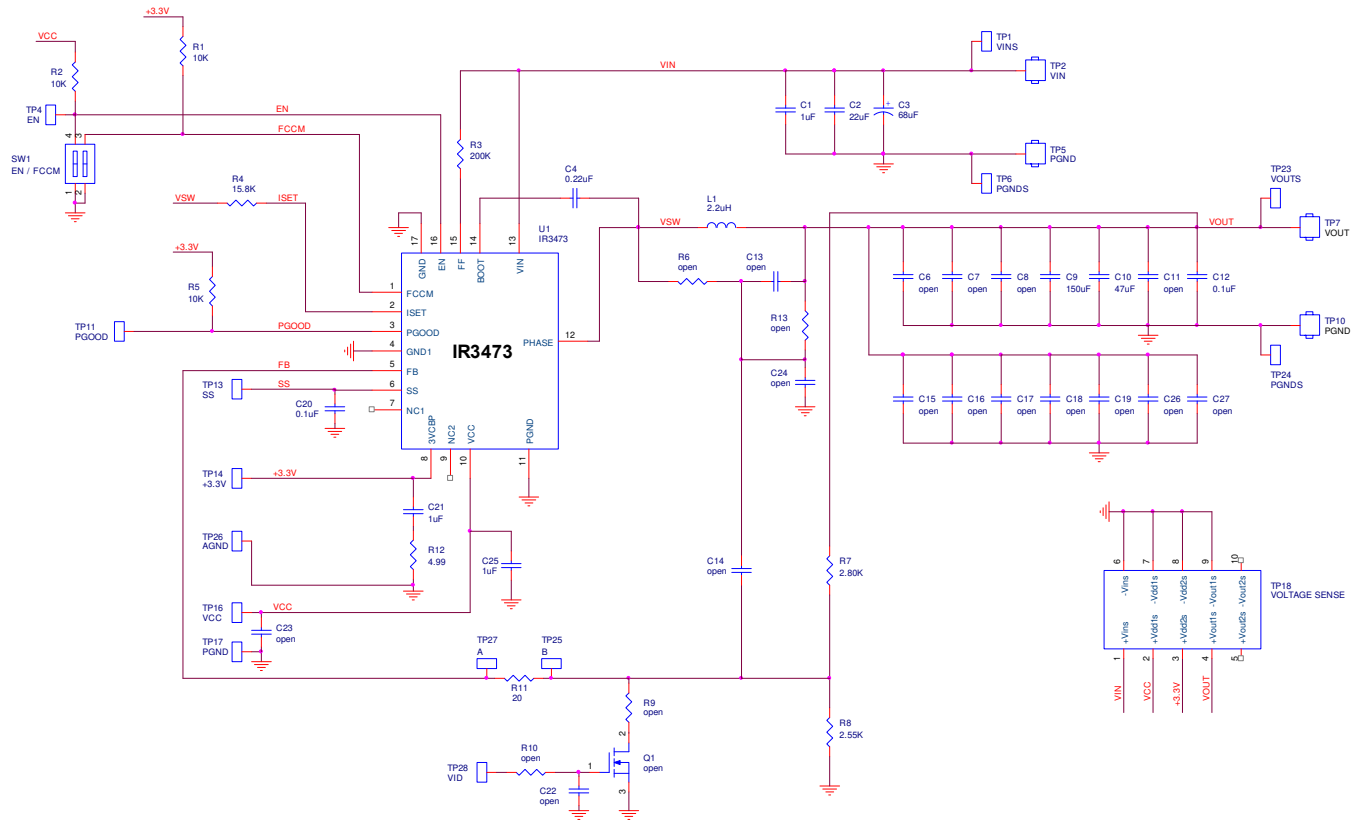 +3.3V
VCC
R1
10K
R2
10K
TP4
EN
EN
FCCM
4
3
SW1
EN / FCCM
1
2
R4
15.8K
VSW
ISET
+3.3V
R5
10K
TP11
PGOOD
PGOOD
FB
TP13
SS
SS
C20
0.1uF
R3
200K
VIN
C4
0.22uF
TP1
VINS
TP2
VIN
C1
1uF
C2
22uF
+
C3
68uF
TP5
PGND
TP6
PGNDS
U1
IR3473
17
16
15
14
13
GND
EN
FF
BOOT
VIN
1
FCCM
2
ISET
3
PGOOD
4
GND1
5
FB
6
SS
7
NC1
IR3473
PHASE
12
3VCBP
NC2
VCC
PGND
8
9
10
11
VSW
L1
2.2uH
R6
open
C13
open
R13
open
C24
open
TP23
VOUTS
VOUT
TP7
VOUT
C6
open
C7
open
C8
open
C9
150uF
C10
47uF
C11
open
C12
0.1uF
TP10
PGND
TP24
PGNDS
C15
open
C16
open
C17
open
C18
open
C19
open
C26
open
C27
open
TP14
+3.3V
+3.3V
C21
1uF
R12
4.99
TP26
AGND
C25
1uF
TP16
VCC
VCC
C23
open
TP17
PGND
C14
open
R7
2.80K
R8
2.55K
TP27
A
TP25
B
R11
20
R9
open
2
Q1
open
1
3
R10
open
TP28
VID
C22
open
6
7
8
9
10
-Vins
-Vdd1s
-Vdd2s
-Vout1s
-Vout2s
+Vins
+Vdd1s
+Vdd2s
+Vout1s
+Vout2s
1
2
3
4
5
TP18
VOLTAGE SENSE
VIN
VCC
+3.3V
VOUT